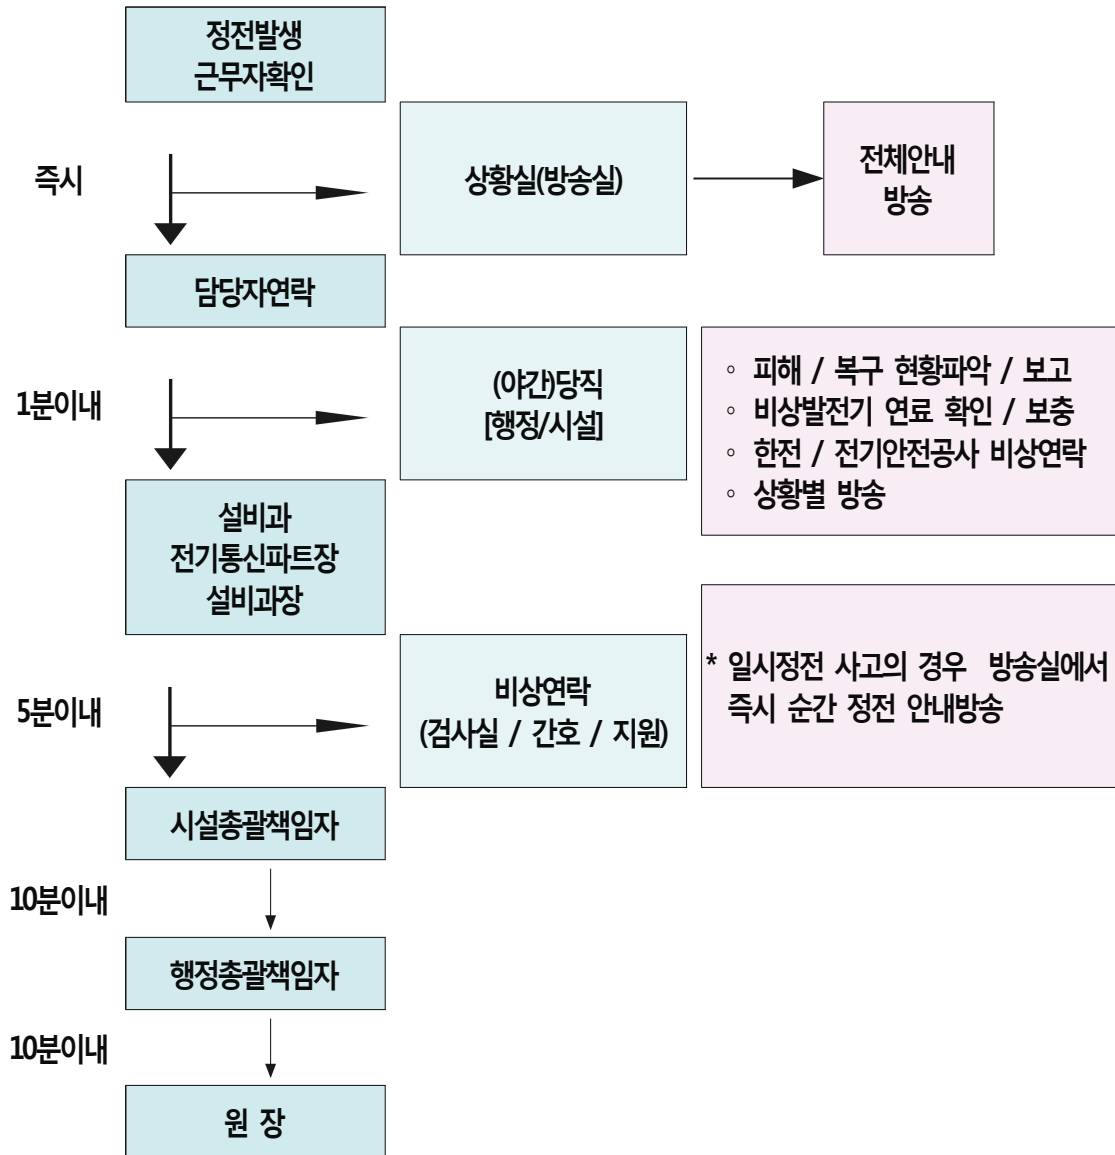 정전발생
근무자확인
즉시
상황실(방송실)
전체안내
방송
담당자연락
1분이내
(야간)당직
[행정/시설]
◦ 피해 / 복구 현황파악 / 보고
◦ 비상발전기 연료 확인 / 보충
◦ 한전 / 전기안전공사 비상연락
◦ 상황별 방송
설비과
전기통신파트장
설비과장
5분이내
비상연락
(검사실 / 간호 / 지원)
* 일시정전 사고의 경우 방송실에서
즉시 순간 정전 안내방송
시설총괄책임자
10분이내
행정총괄책임자
10분이내
원 장